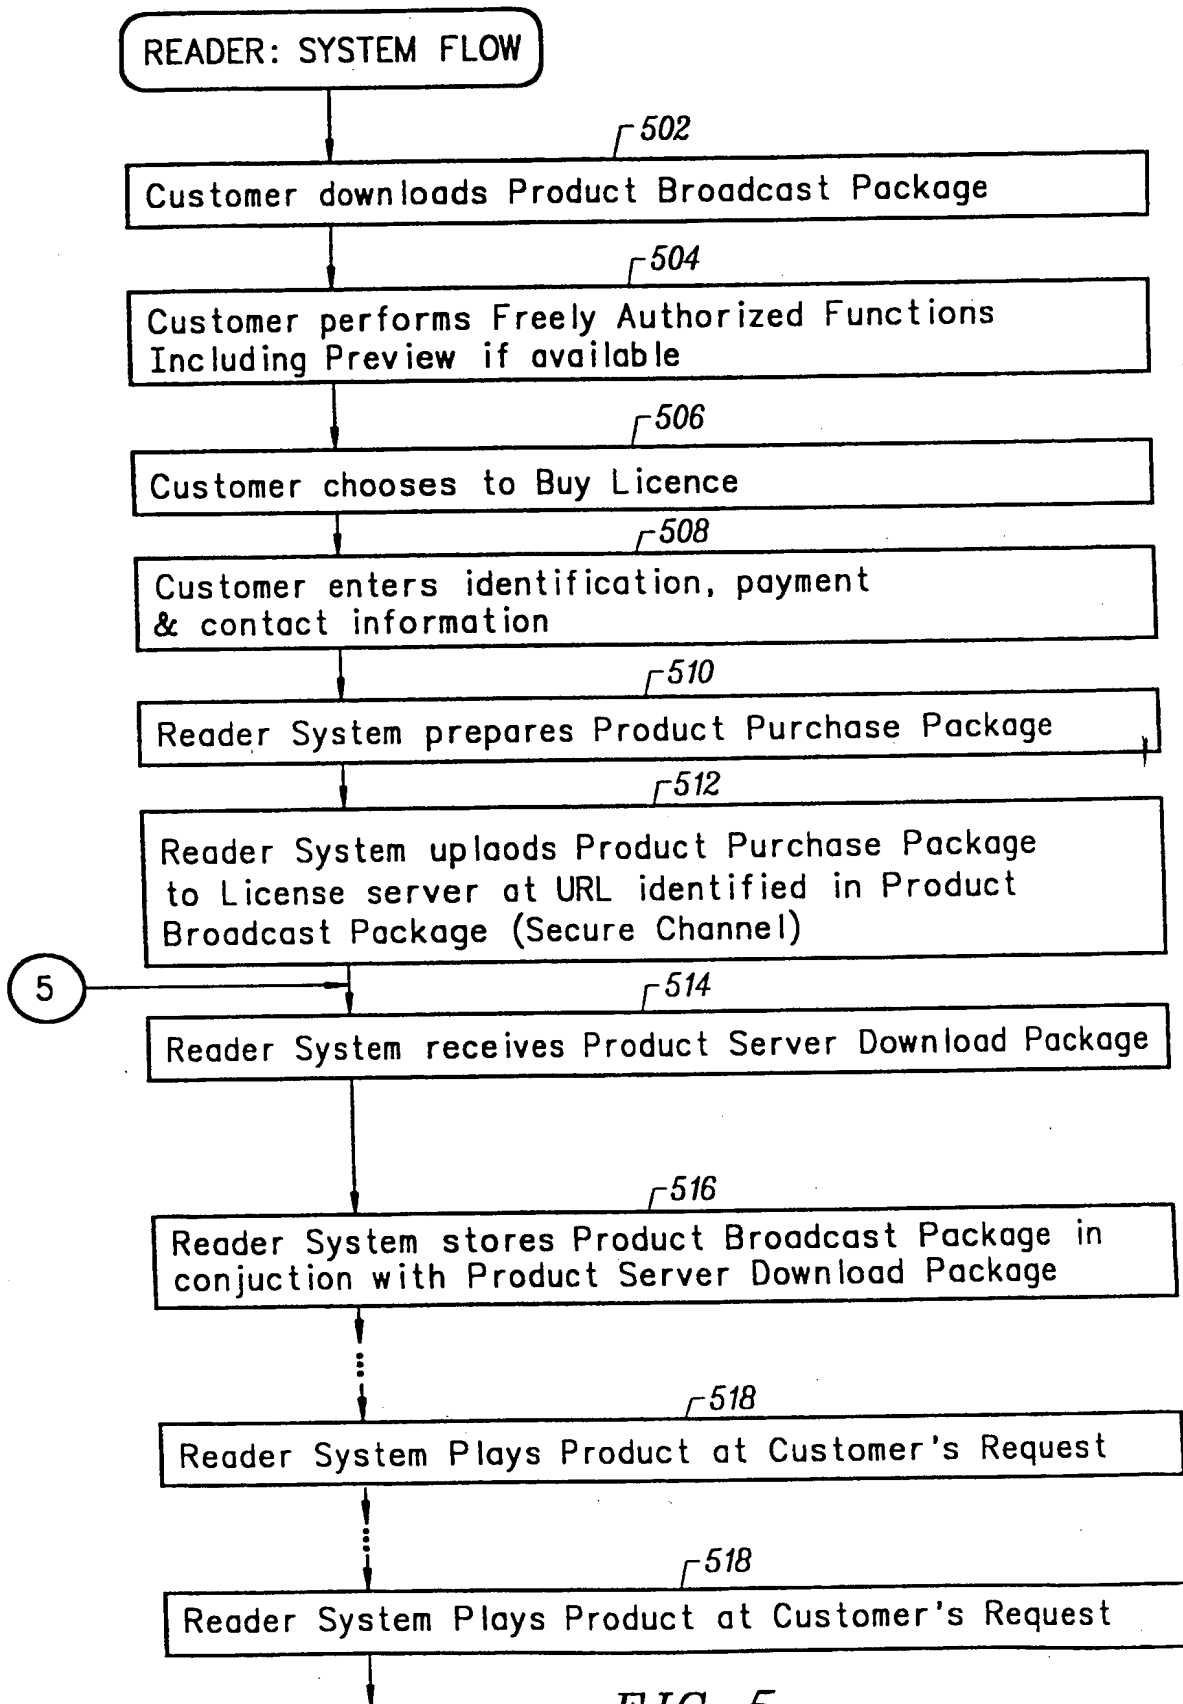 READER: SYSTEM FLOW
502
Customer downloads Product Broadcast Package
504
Customer performs Freely Authorized Functions
Including Preview if available
506
Customer chooses to Buy Licence
508
Customer enters identification, payment
& contact information
510
Reader System prepares Product Purchase Package
512
Reader System uplaods Product Purchase Package
to License server at URL identified in Product
Broadcast Package (Secure Channel)
5
514
Reader System receives Product Server Download Package
516
Reader System stores Product Broadcast Package in
conjuction with Product Server Download Package
518
Reader System Plays Product at Customer's Request
518
Reader System Plays Product at Customer's Request
FIG. 5